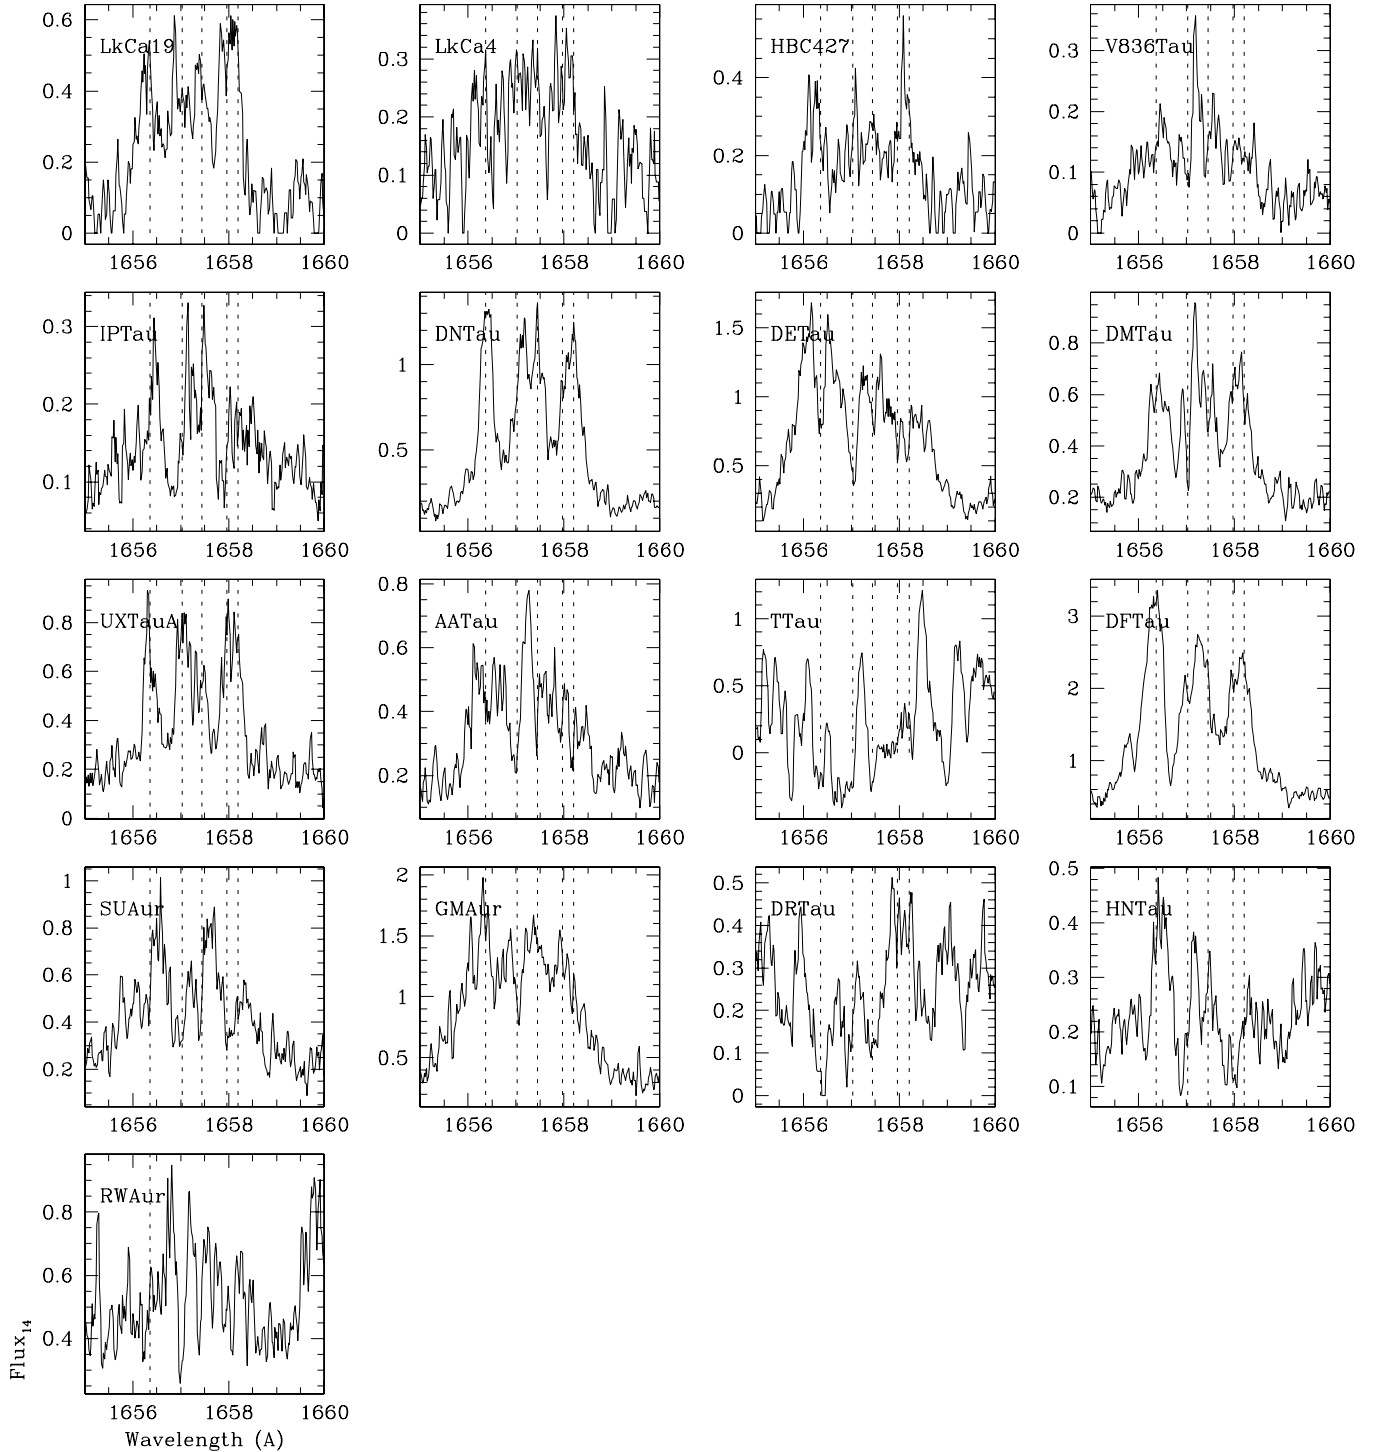 LkCa19
0.6
0.4
0.2
0
1656 1658 1660
LkCa4
0.3
0.2
0.1
0
1656 1658 1660
HBC427
0.4
0.2
0
1656 1658 1660
V836Tau
0.3
0.2
0.1
0
1656 1658 1660
IPTau
0.3
0.2
0.1
1656 1658 1660
DNTau
1
0.5
1656 1658 1660
DETau
1.5
1
0.5
1656 1658 1660
DMTau
0.8
0.6
0.4
0.2
1656 1658 1660
UXTauA
0.8
0.6
0.4
0.2
0
1656 1658 1660
AATau
0.8
0.6
0.4
0.2
1656 1658 1660
TTau
1
0.5
0
1656 1658 1660
DFTau
3
2
1
1656 1658 1660
SUAur
1
0.8
0.6
0.4
0.2
1656 1658 1660
GMAur
2
1.5
1
0.5
1656 1658 1660
DRTau
0.5
0.4
0.3
0.2
0.1
0
1656 1658 1660
HNTau
0.5
0.4
0.3
0.2
0.1
1656 1658 1660
RWAur
0.8
0.6
0.4
1656 1658 1660
Flux14
Wavelength (A)